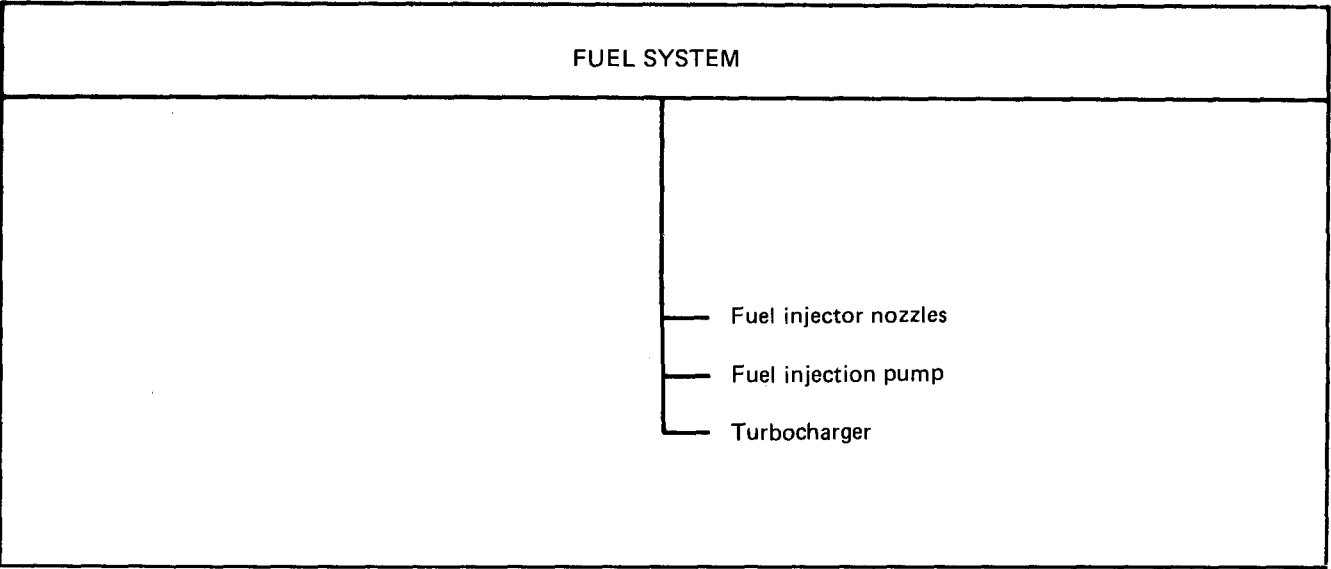 FUEL SYSTEM
Fuel injector nozzles
Fuel injection pump
Turbocharger